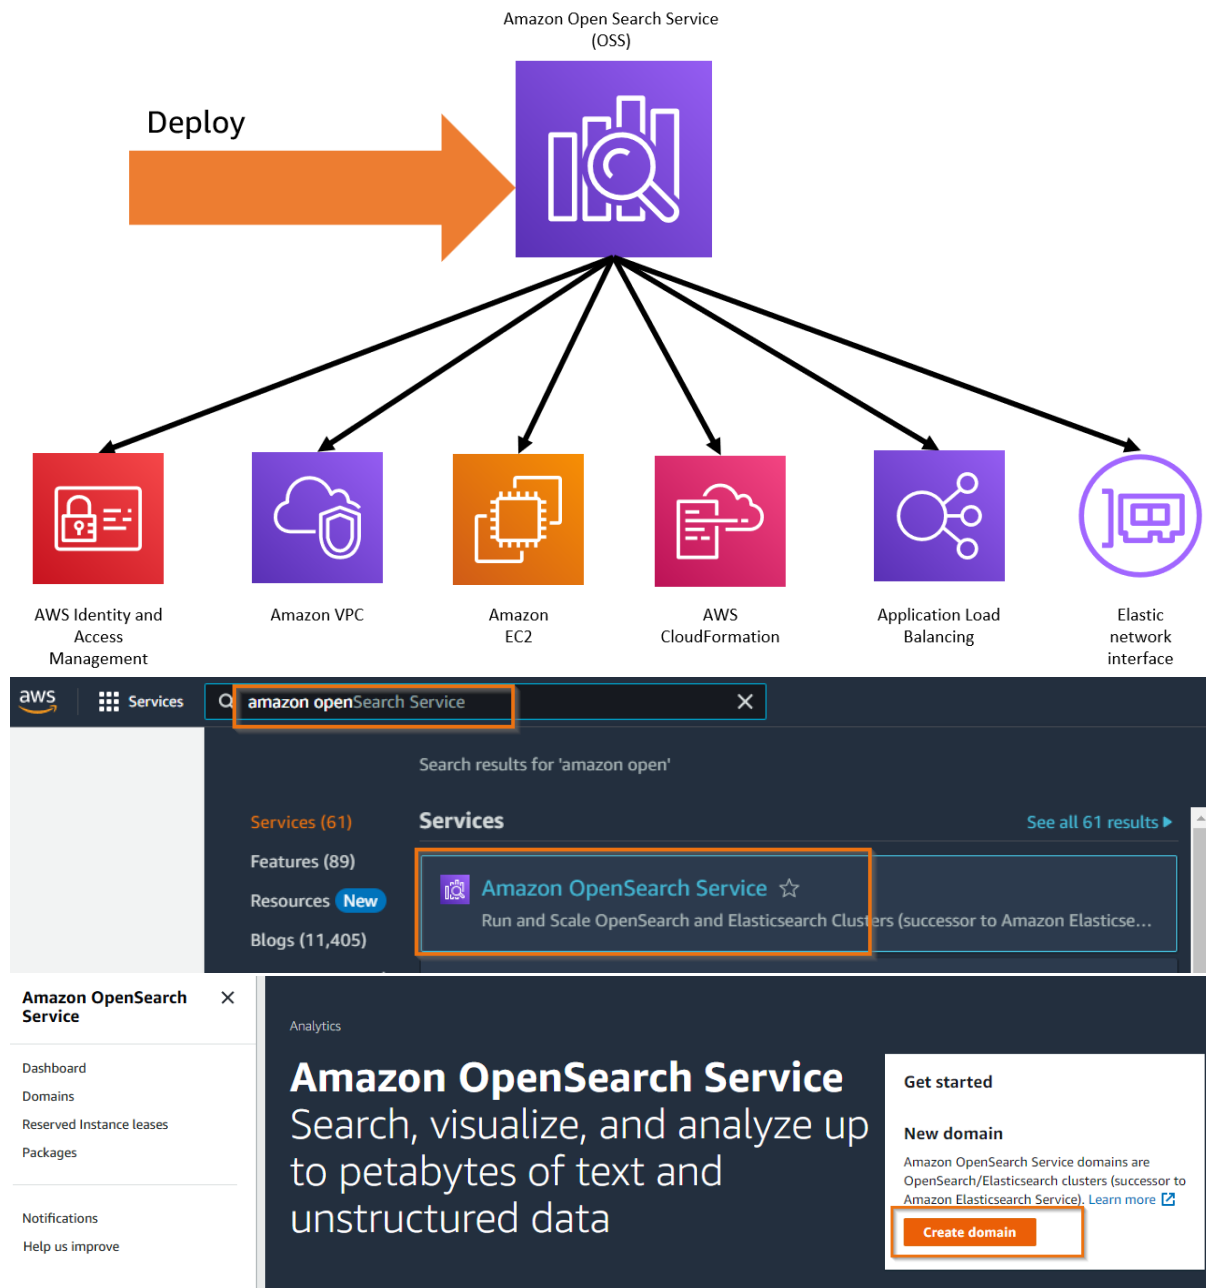 Amazon Open Search Service
(OSS)
Deploy
AWS Identity and
Access
Management
Amazon VPC
Amazon
EC2
AWS
CloudFormation
Application Load
Balancing
Elastic
network
interface
aws
Services
amazon openSearch Service
Search results for 'amazon open'
Services (61)
Features (89)
Resources New
Blogs (11,405)
Services
See all 61 results
Amazon OpenSearch Service
Run and Scale OpenSearch and Elasticsearch Clusters (successor to Amazon Elasticse...
Amazon OpenSearch
Service
Dashboard
Domains
Reserved Instance leases
Packages
Notifications
Help us improve
Analytics
Amazon OpenSearch Service
Search, visualize, and analyze up
to petabytes of text and
unstructured data
Get started
New domain
Amazon OpenSearch Service domains are
OpenSearch/Elasticsearch clusters (successor to
Amazon Elasticsearch Service). Learn more
Create domain